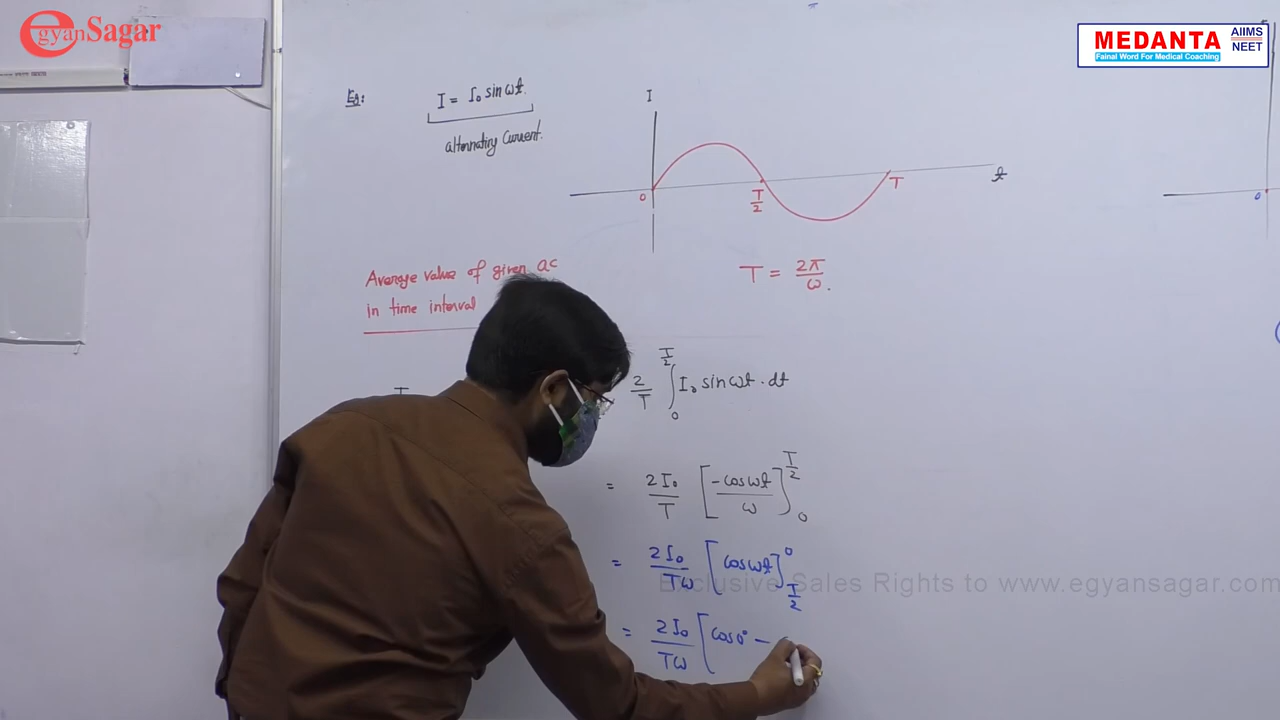 egyanSagar
MEDANTA
AIIMS
NEET
Fainal Word For Medical Coaching
Ex:
I = I₀ sin ωt.
alternating Current.
I
0
T/2
T
t
0
Average value of given ac
in time interval
T = 2π/ω.
2/T ∫₀^(T/2) I₀ sin ωt · dt
= 2I₀/T [-cos ωt/ω]₀^(T/2)
= 2I₀/Tω [cos ωt]_(T/2)^0
Exclusive Sales Rights to www.egyansagar.com
= 2I₀/Tω [cos 0° –